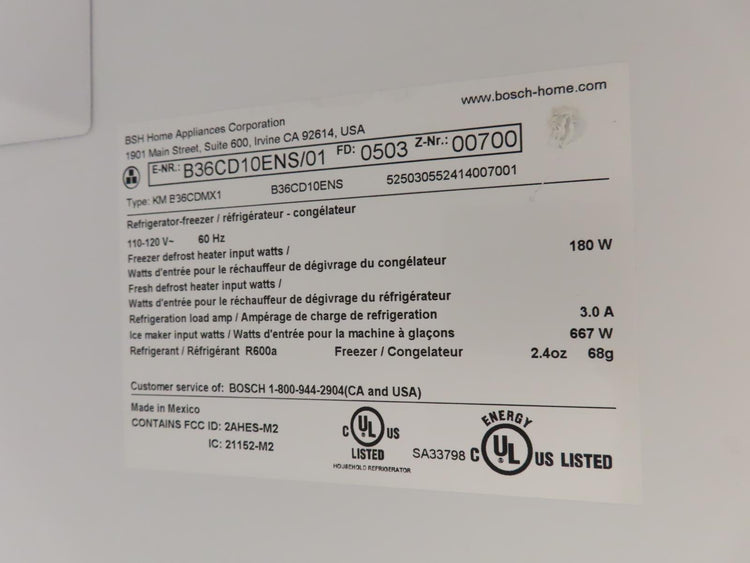 www.bosch-home.com
BSH Home Appliances Corporation
1901 Main Street, Suite 600, Irvine CA 92614, USA
E-NR.: B36CD10ENS/01 FD: 0503 Z-Nr.: 00700
Type: KM B36CDMX1 B36CD10ENS 525030552414007001
Refrigerator-freezer / réfrigérateur - congélateur
110-120 V~ 60 Hz
Freezer defrost heater input watts /
Watts d'entrée pour le réchauffeur de dégivrage du congélateur 180 W
Fresh defrost heater input watts /
Watts d'entrée pour le réchauffeur de dégivrage du réfrigérateur
Refrigeration load amp / Ampérage de charge de refrigeration 3.0 A
Ice maker input watts / Watts d'entrée pour la machine à glaçons 667 W
Refrigerant / Réfrigérant R600a Freezer / Congelateur 2.4oz 68g
Customer service of: BOSCH 1-800-944-2904(CA and USA)
Made in Mexico
CONTAINS FCC ID: 2AHES-M2
IC: 21152-M2
C UL US
LISTED
HOUSEHOLD REFRIGERATOR
SA33798
ENERGY
C UL US LISTED